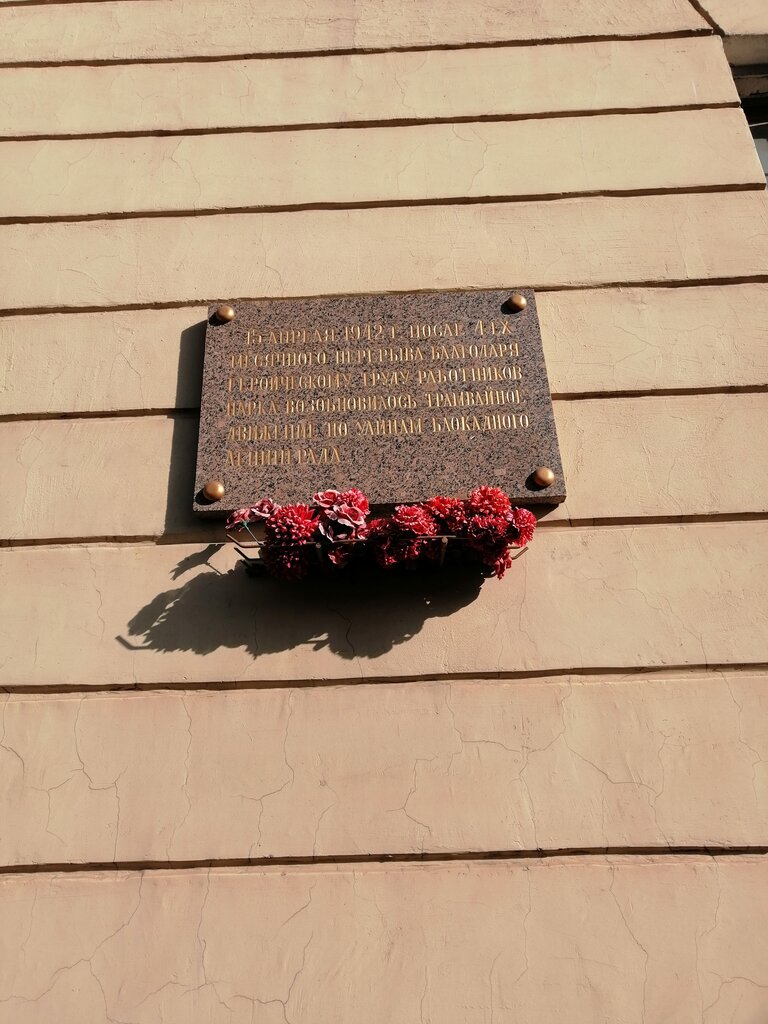 15 АПРЕЛЯ 1942 Г. ПОСЛЕ 4-ЕХ
МЕСЯЧНОГО ПЕРЕРЫВА БЛАГОДАРЯ
ГЕРОИЧЕСКОМУ ТРУДУ РАБОТНИКОВ
ПАРКА ВОЗОБНОВИЛОСЬ ТРАМВАЙНОЕ
ДВИЖЕНИЕ ПО УЛИЦАМ БЛОКАДНОГО
ЛЕНИНГРАДА